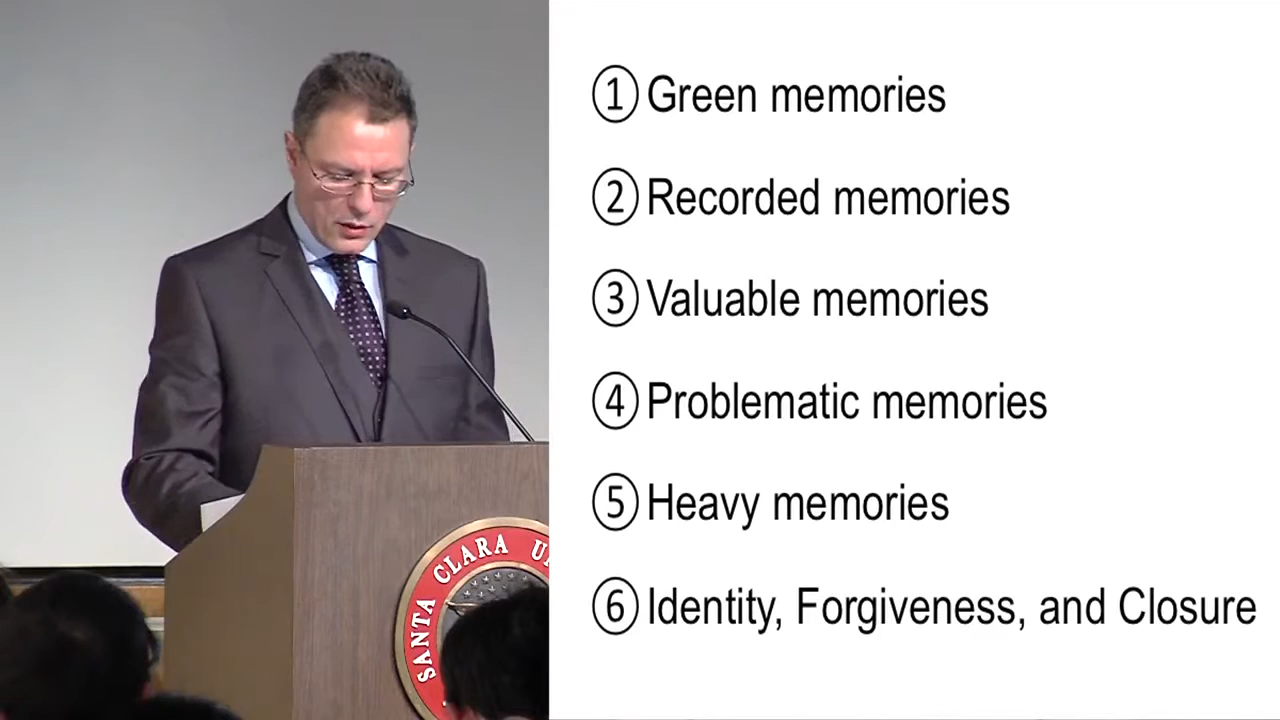 ① Green memories
② Recorded memories
③ Valuable memories
④ Problematic memories
⑤ Heavy memories
⑥ Identity, Forgiveness, and Closure
SANTA CLARA